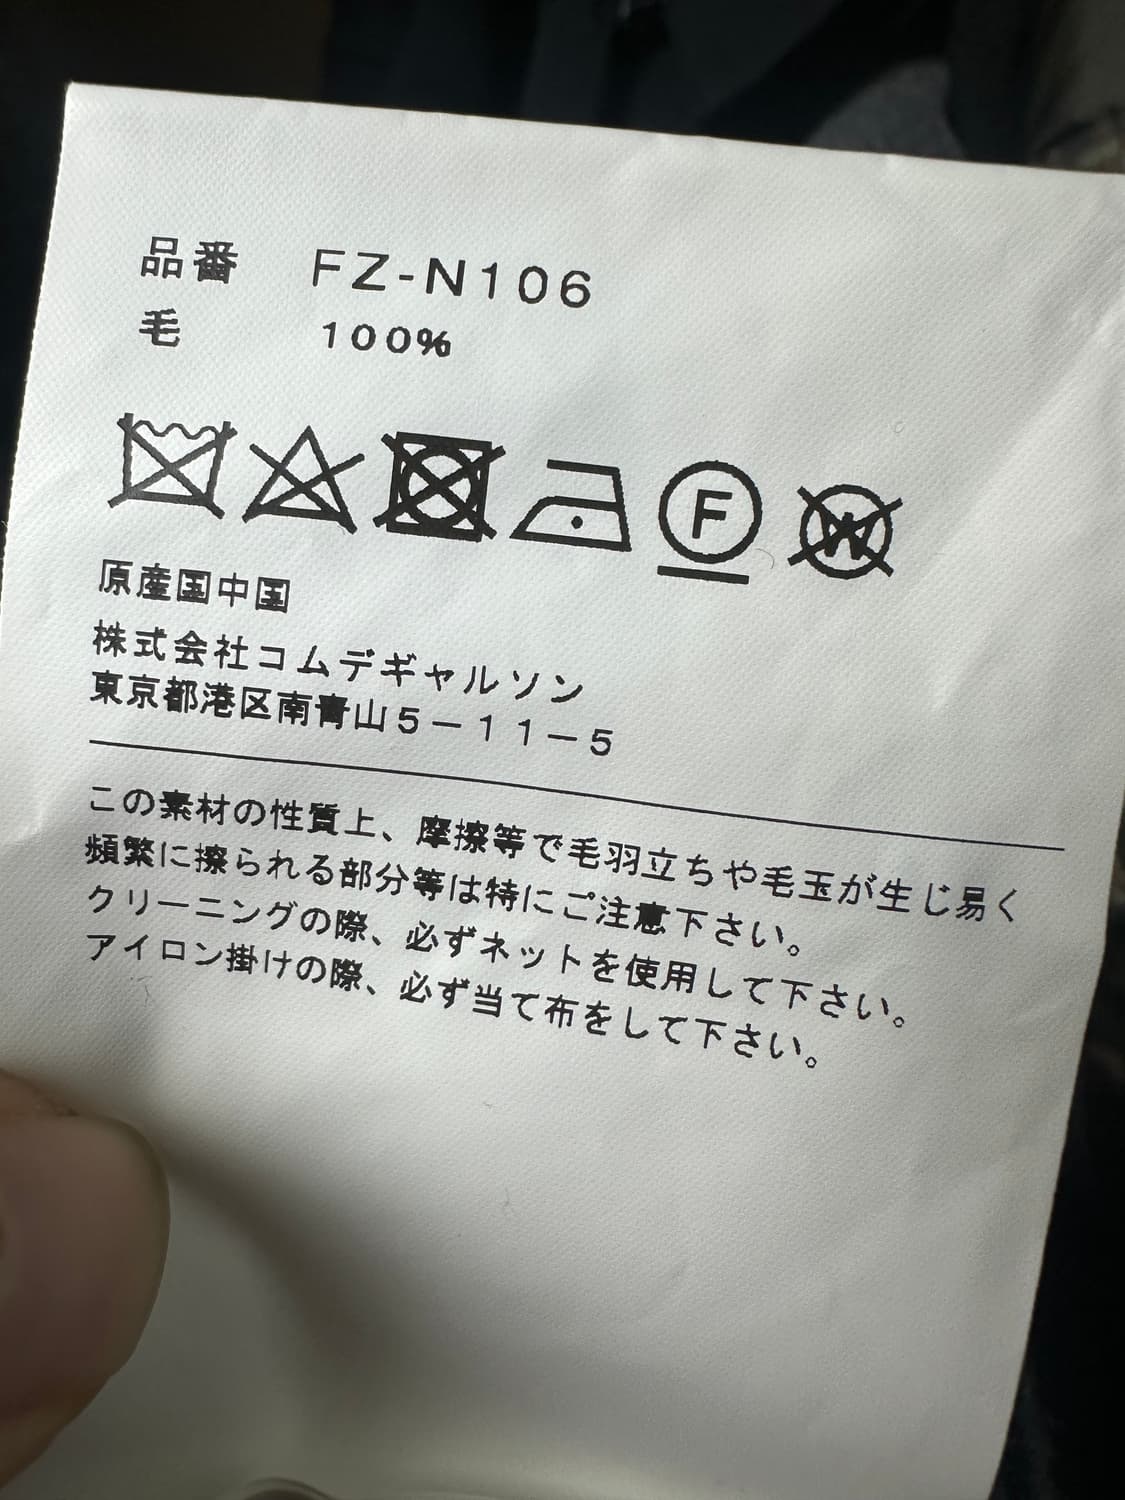 品番 FZ-N106
毛 100%
F
W
原産国中国
株式会社コムデギャルソン
東京都港区南青山5-11-5
この素材の性質上、摩擦等で毛羽立ちや毛玉が生じ易く
頻繁に擦られる部分等は特にご注意下さい。
クリーニングの際、必ずネットを使用して下さい。
アイロン掛けの際、必ず当て布をして下さい。